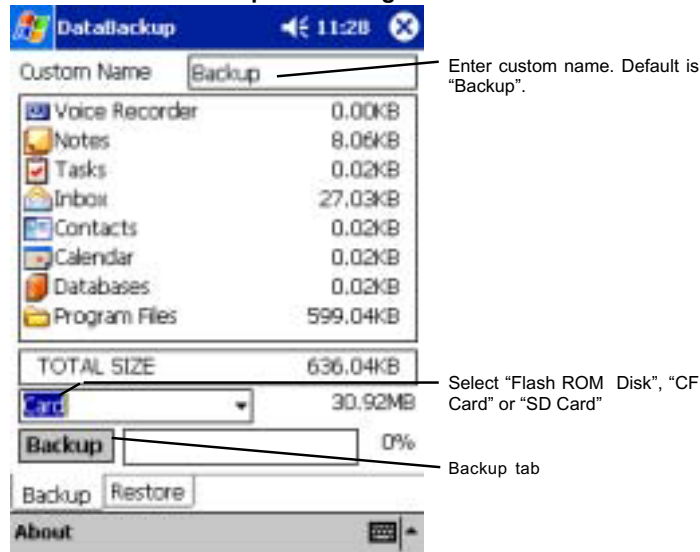 DataBackup 11:28
Custom Name Backup
Enter custom name. Default is
“Backup”.
Voice Recorder 0.00KB
Notes 8.06KB
Tasks 0.02KB
Inbox 27.03KB
Contacts 0.02KB
Calendar 0.02KB
Databases 0.02KB
Program Files 599.04KB
TOTAL SIZE 636.04KB
Card 30.92MB
Select “Flash ROM Disk”, “CF
Card” or “SD Card”
Backup 0%
Backup tab
Backup Restore
About